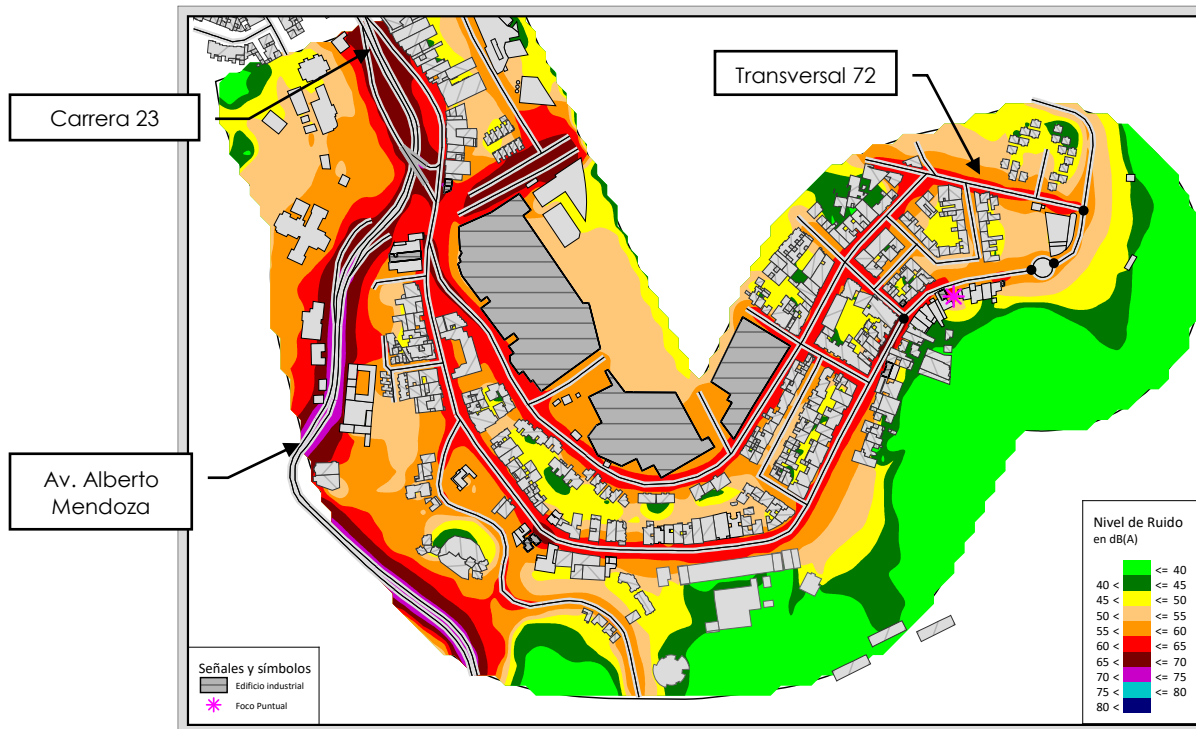 Carrera 23
Transversal 72
Av. Alberto
Mendoza
Nivel de Ruido
en dB(A)
<= 40
40 < <= 45
45 < <= 50
50 < <= 55
55 < <= 60
60 < <= 65
65 < <= 70
70 < <= 75
75 < <= 80
80 <
Señales y símbolos
Edificio industrial
Foco Puntual